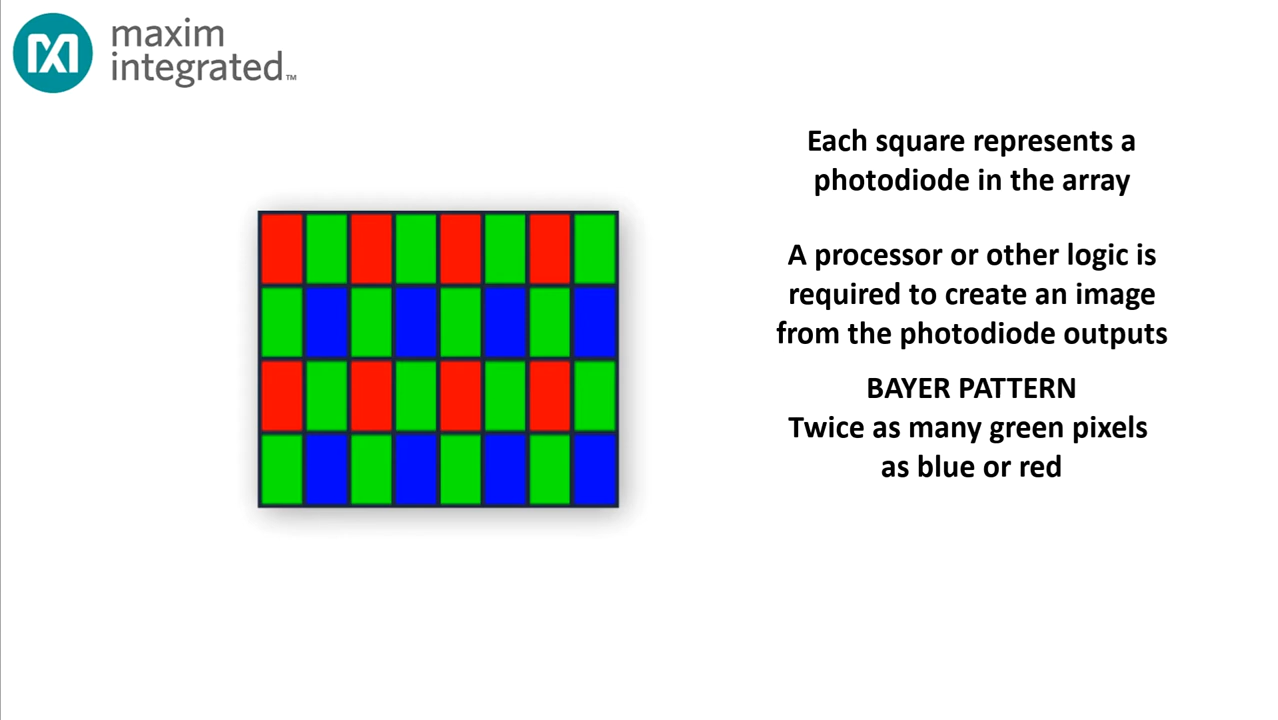 maxim
integrated™
Each square represents a
photodiode in the array
A processor or other logic is
required to create an image
from the photodiode outputs
BAYER PATTERN
Twice as many green pixels
as blue or red